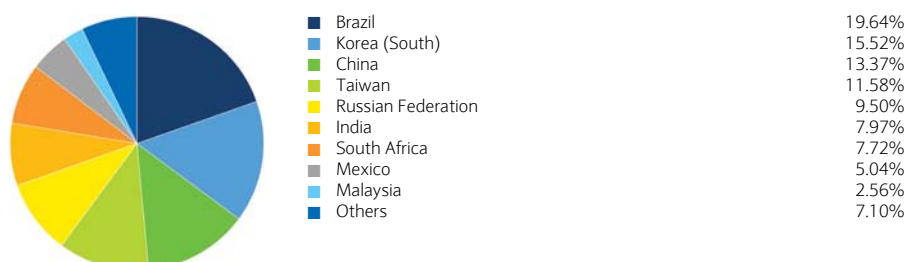 Brazil 19.64%
Korea (South) 15.52%
China 13.37%
Taiwan 11.58%
Russian Federation 9.50%
India 7.97%
South Africa 7.72%
Mexico 5.04%
Malaysia 2.56%
Others 7.10%